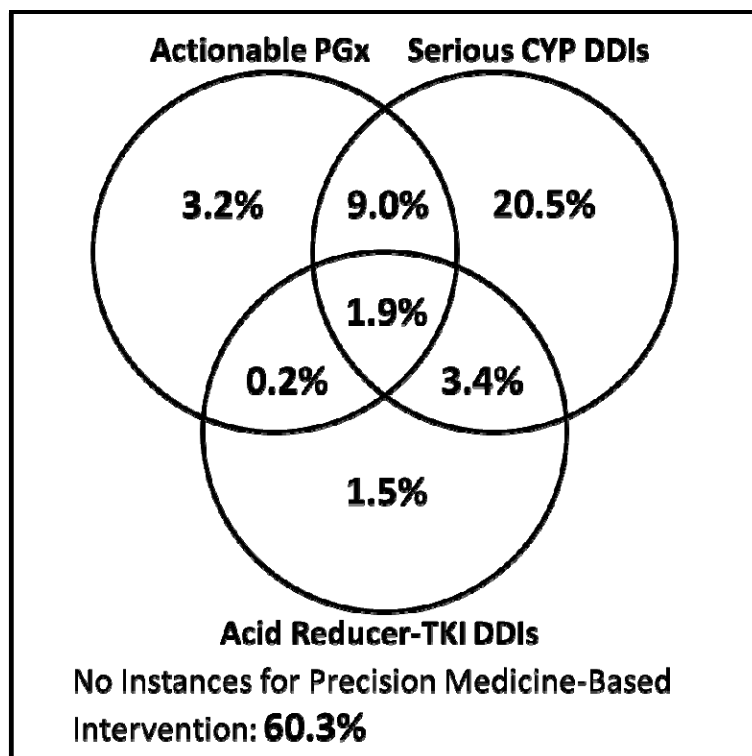 Actionable PGx Serious CYP DDIs
3.2% 9.0% 20.5%
1.9%
0.2% 3.4%
1.5%
Acid Reducer-TKI DDIs
No Instances for Precision Medicine-Based
Intervention: 60.3%